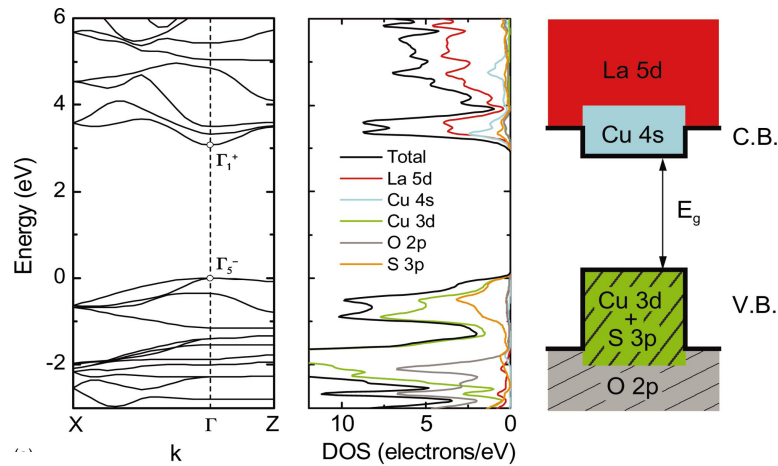 6
4
2
0
-2
Energy (eV)
Γ₁⁺
Γ₅⁻
X
Γ
Z
k
Total
La 5d
Cu 4s
Cu 3d
O 2p
S 3p
10
5
0
DOS (electrons/eV)
La 5d
Cu 4s
C.B.
E_g
Cu 3d
+
S 3p
V.B.
O 2p